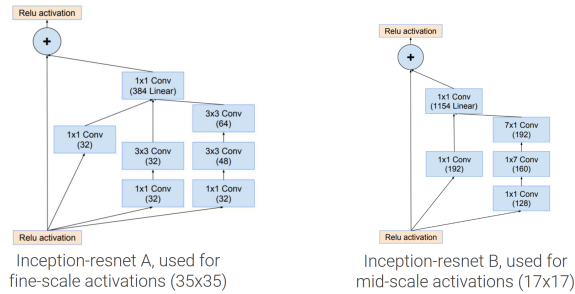 Relu activation
+
1x1 Conv
(384 Linear)
3x3 Conv
(64)
1x1 Conv
(32)
3x3 Conv
(32)
3x3 Conv
(48)
1x1 Conv
(32)
1x1 Conv
(32)
Relu activation
Inception-resnet A, used for
fine-scale activations (35x35)
Relu activation
+
1x1 Conv
(1154 Linear)
7x1 Conv
(192)
1x1 Conv
(192)
1x7 Conv
(160)
1x1 Conv
(128)
Relu activation
Inception-resnet B, used for
mid-scale activations (17x17)